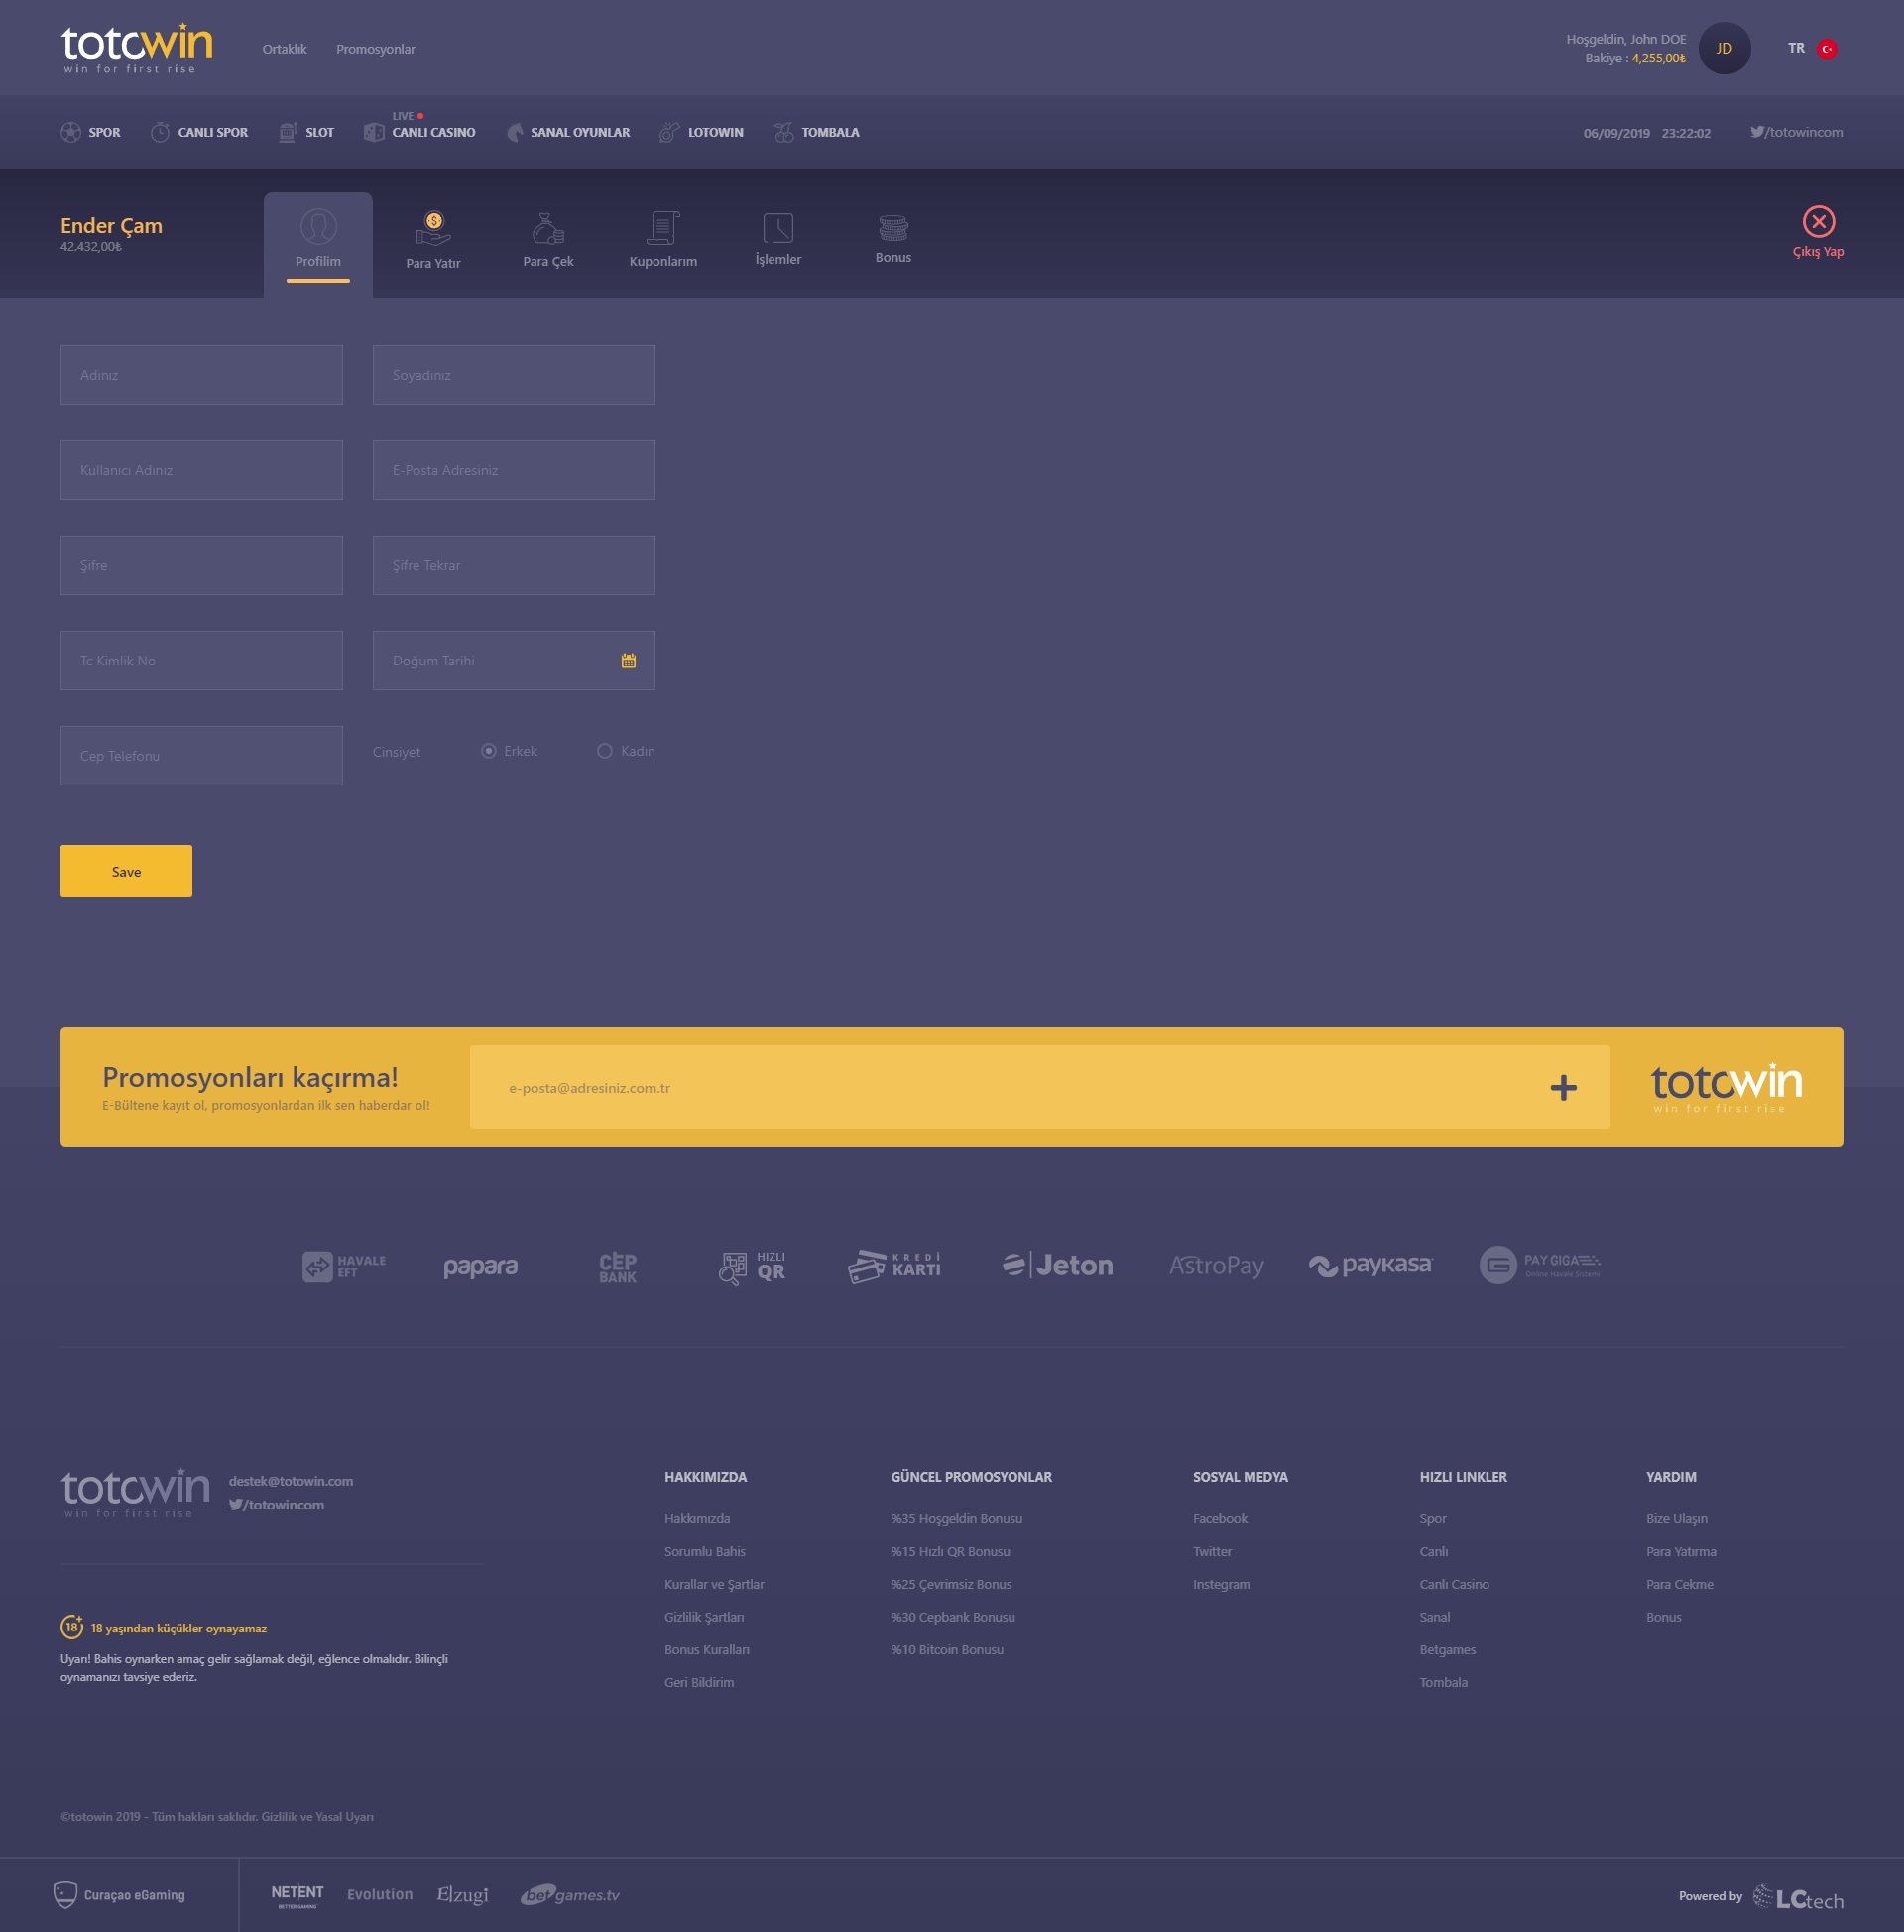 totowin
win for first rise
Ortaklık
Promosyonlar
Hoşgeldin, John DOE
Bakiye : 4,255,00₺
JD
TR
SPOR
CANLI SPOR
SLOT
LIVE
CANLI CASINO
SANAL OYUNLAR
LOTOWIN
TOMBALA
06/09/2019 23:22:02
/totowincom
Ender Çam
42.432,00₺
Profilim
Para Yatır
Para Çek
Kuponlarım
İşlemler
Bonus
Çıkış Yap
Adınız
Soyadınız
Kullanıcı Adınız
E-Posta Adresiniz
Şifre
Şifre Tekrar
Tc Kimlik No
Doğum Tarihi
Cep Telefonu
Cinsiyet
Erkek
Kadın
Save
Promosyonları kaçırma!
E-Bültene kayıt ol, promosyonlardan ilk sen haberdar ol!
e-posta@adresiniz.com.tr
totowin
win for first rise
HAVALE
EFT
papara
CEP
BANK
HIZLI
QR
KREDİ
KARTI
Jeton
AstroPay
paykasa
PAY GIGA
Online Havale Sistemi
totowin
win for first rise
destek@totowin.com
/totowincom
18+
18 yaşından küçükler oynayamaz
Uyarı! Bahis oynarken amaç gelir sağlamak değil, eğlence olmalıdır. Bilinçli
oynamanızı tavsiye ederiz.
HAKKIMIZDA
Hakkımızda
Sorumlu Bahis
Kurallar ve Şartlar
Gizlilik Şartları
Bonus Kuralları
Geri Bildirim
GÜNCEL PROMOSYONLAR
%35 Hoşgeldin Bonusu
%15 Hızlı QR Bonusu
%25 Çevrimsiz Bonus
%30 Cepbank Bonusu
%10 Bitcoin Bonusu
SOSYAL MEDYA
Facebook
Twitter
Instegram
HIZLI LINKLER
Spor
Canlı
Canlı Casino
Sanal
Betgames
Tombala
YARDIM
Bize Ulaşın
Para Yatırma
Para Cekme
Bonus
©totowin 2019 - Tüm hakları saklıdır. Gizlilik ve Yasal Uyarı
Curaçao eGaming
NETENT
BETTER GAMING
Evolution
Ezugi
betgames.tv
Powered by
LCtech